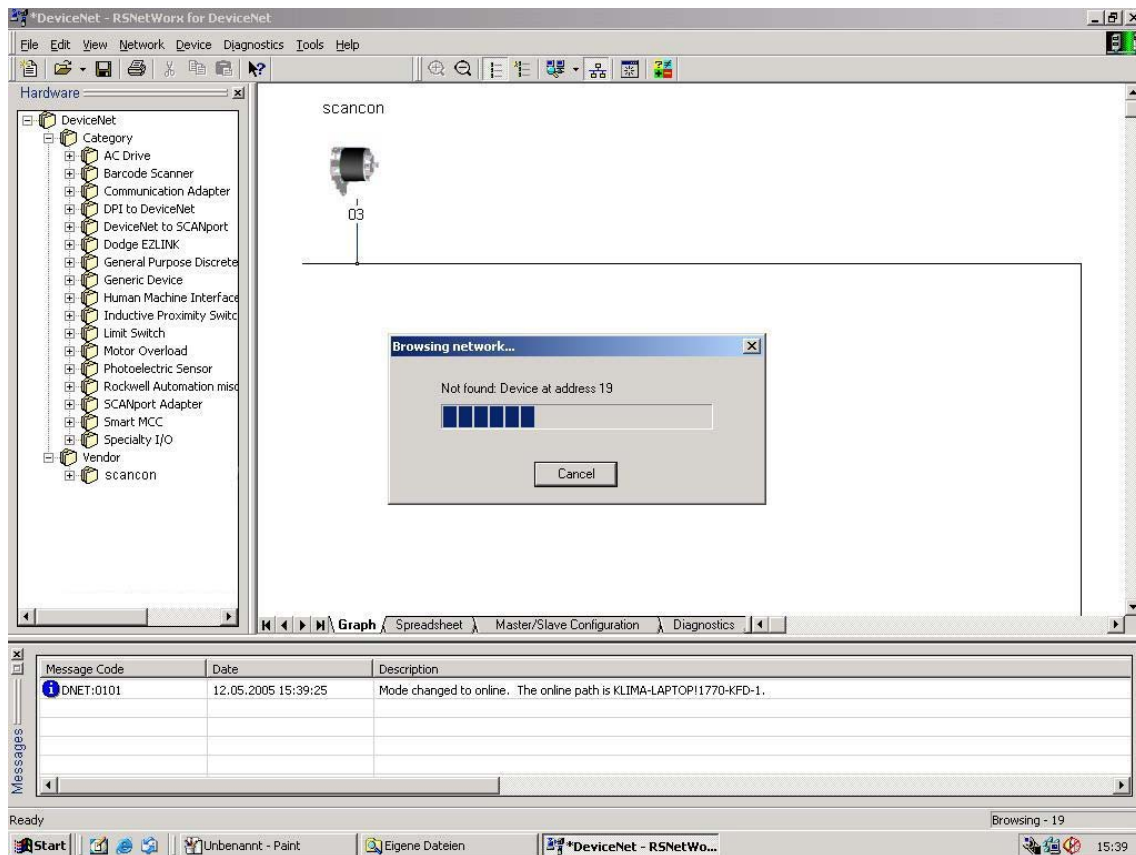 *DeviceNet - RSNetWorx for DeviceNet
File Edit View Network Device Diagnostics Tools Help
Hardware
DeviceNet
Category
AC Drive
Barcode Scanner
Communication Adapter
DPI to DeviceNet
DeviceNet to SCANport
Dodge EZLINK
General Purpose Discrete
Generic Device
Human Machine Interface
Inductive Proximity Switc
Limit Switch
Motor Overload
Photoelectric Sensor
Rockwell Automation misc
SCANport Adapter
Smart MCC
Specialty I/O
Vendor
scancon
scancon
03
Browsing network...
Not found: Device at address 19
Cancel
Graph Spreadsheet Master/Slave Configuration Diagnostics
Messages
Message Code Date Description
DNET:0101 12.05.2005 15:39:25 Mode changed to online. The online path is KLIMA-LAPTOP!1770-KFD-1.
Ready Browsing - 19
Start Unbenannt - Paint Eigene Dateien *DeviceNet - RSNetWo... 15:39